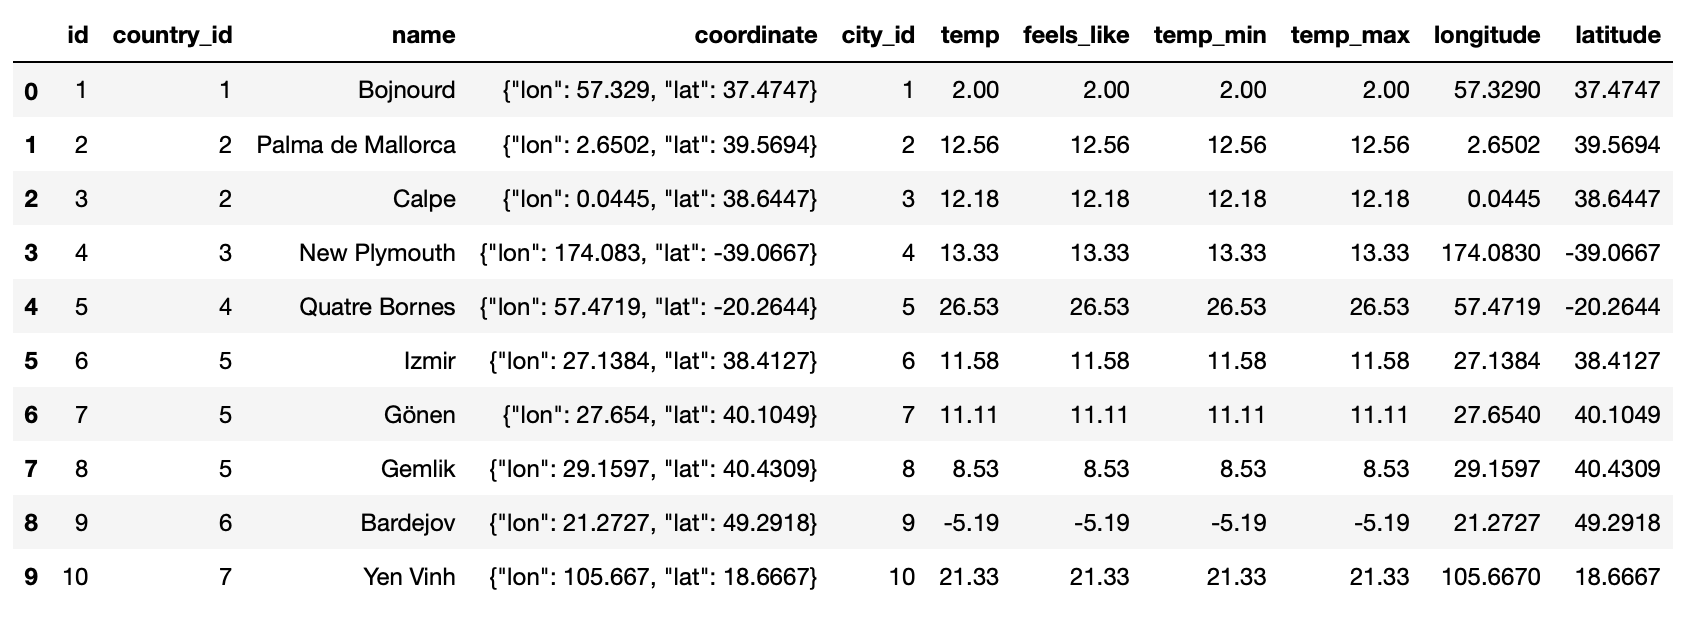 id country_id name coordinate city_id temp feels_like temp_min temp_max longitude latitude
0 1 1 Bojnourd {"lon": 57.329, "lat": 37.4747} 1 2.00 2.00 2.00 2.00 57.3290 37.4747
1 2 2 Palma de Mallorca {"lon": 2.6502, "lat": 39.5694} 2 12.56 12.56 12.56 12.56 2.6502 39.5694
2 3 2 Calpe {"lon": 0.0445, "lat": 38.6447} 3 12.18 12.18 12.18 12.18 0.0445 38.6447
3 4 3 New Plymouth {"lon": 174.083, "lat": -39.0667} 4 13.33 13.33 13.33 13.33 174.0830 -39.0667
4 5 4 Quatre Bornes {"lon": 57.4719, "lat": -20.2644} 5 26.53 26.53 26.53 26.53 57.4719 -20.2644
5 6 5 Izmir {"lon": 27.1384, "lat": 38.4127} 6 11.58 11.58 11.58 11.58 27.1384 38.4127
6 7 5 Gönen {"lon": 27.654, "lat": 40.1049} 7 11.11 11.11 11.11 11.11 27.6540 40.1049
7 8 5 Gemlik {"lon": 29.1597, "lat": 40.4309} 8 8.53 8.53 8.53 8.53 29.1597 40.4309
8 9 6 Bardejov {"lon": 21.2727, "lat": 49.2918} 9 -5.19 -5.19 -5.19 -5.19 21.2727 49.2918
9 10 7 Yen Vinh {"lon": 105.667, "lat": 18.6667} 10 21.33 21.33 21.33 21.33 105.6670 18.6667